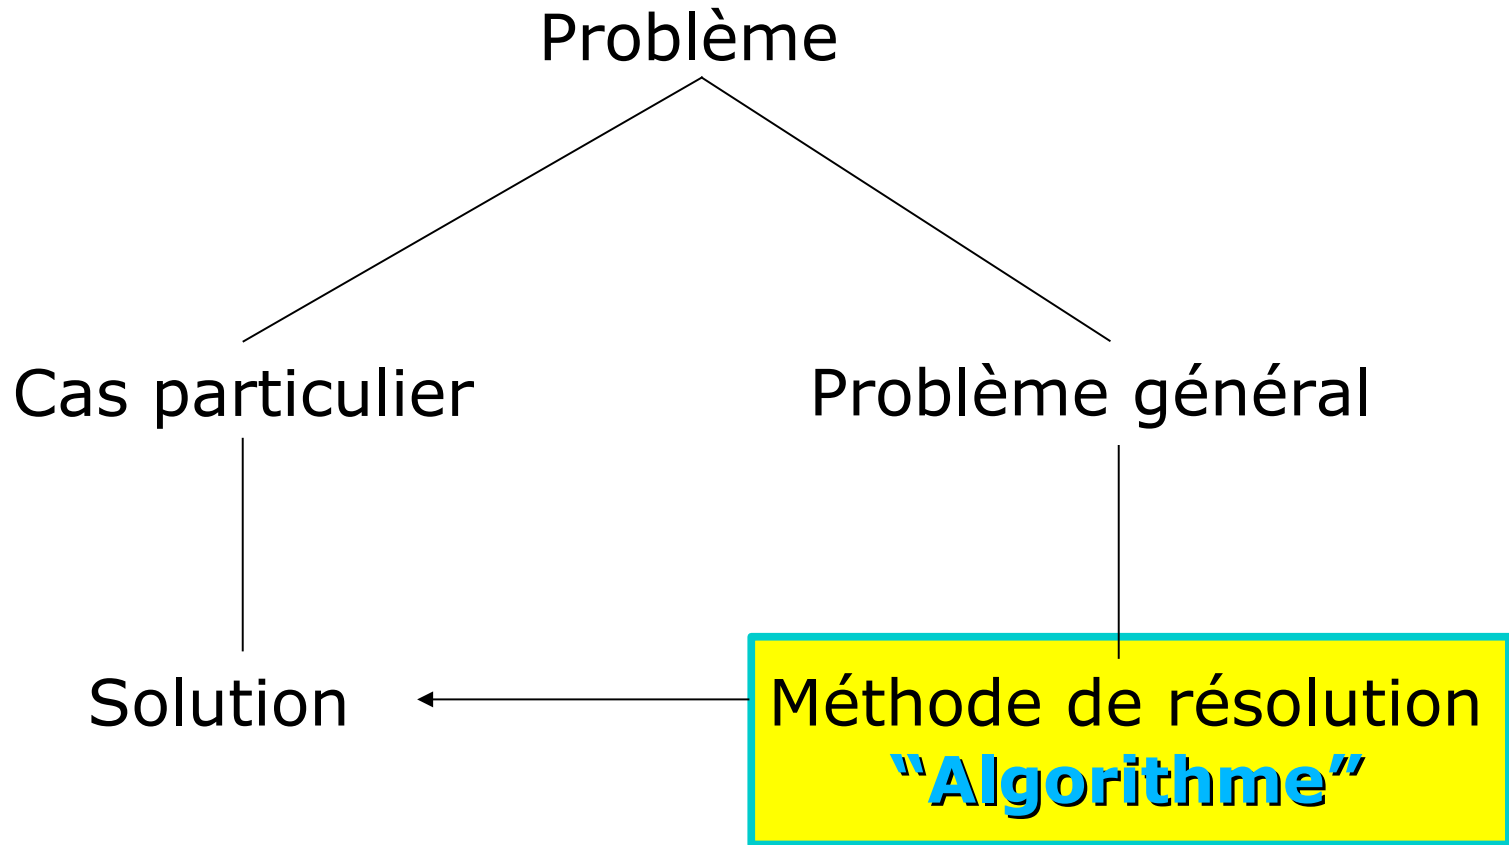 Problème
Cas particulier
Problème général
Solution
Méthode de résolution
“Algorithme”